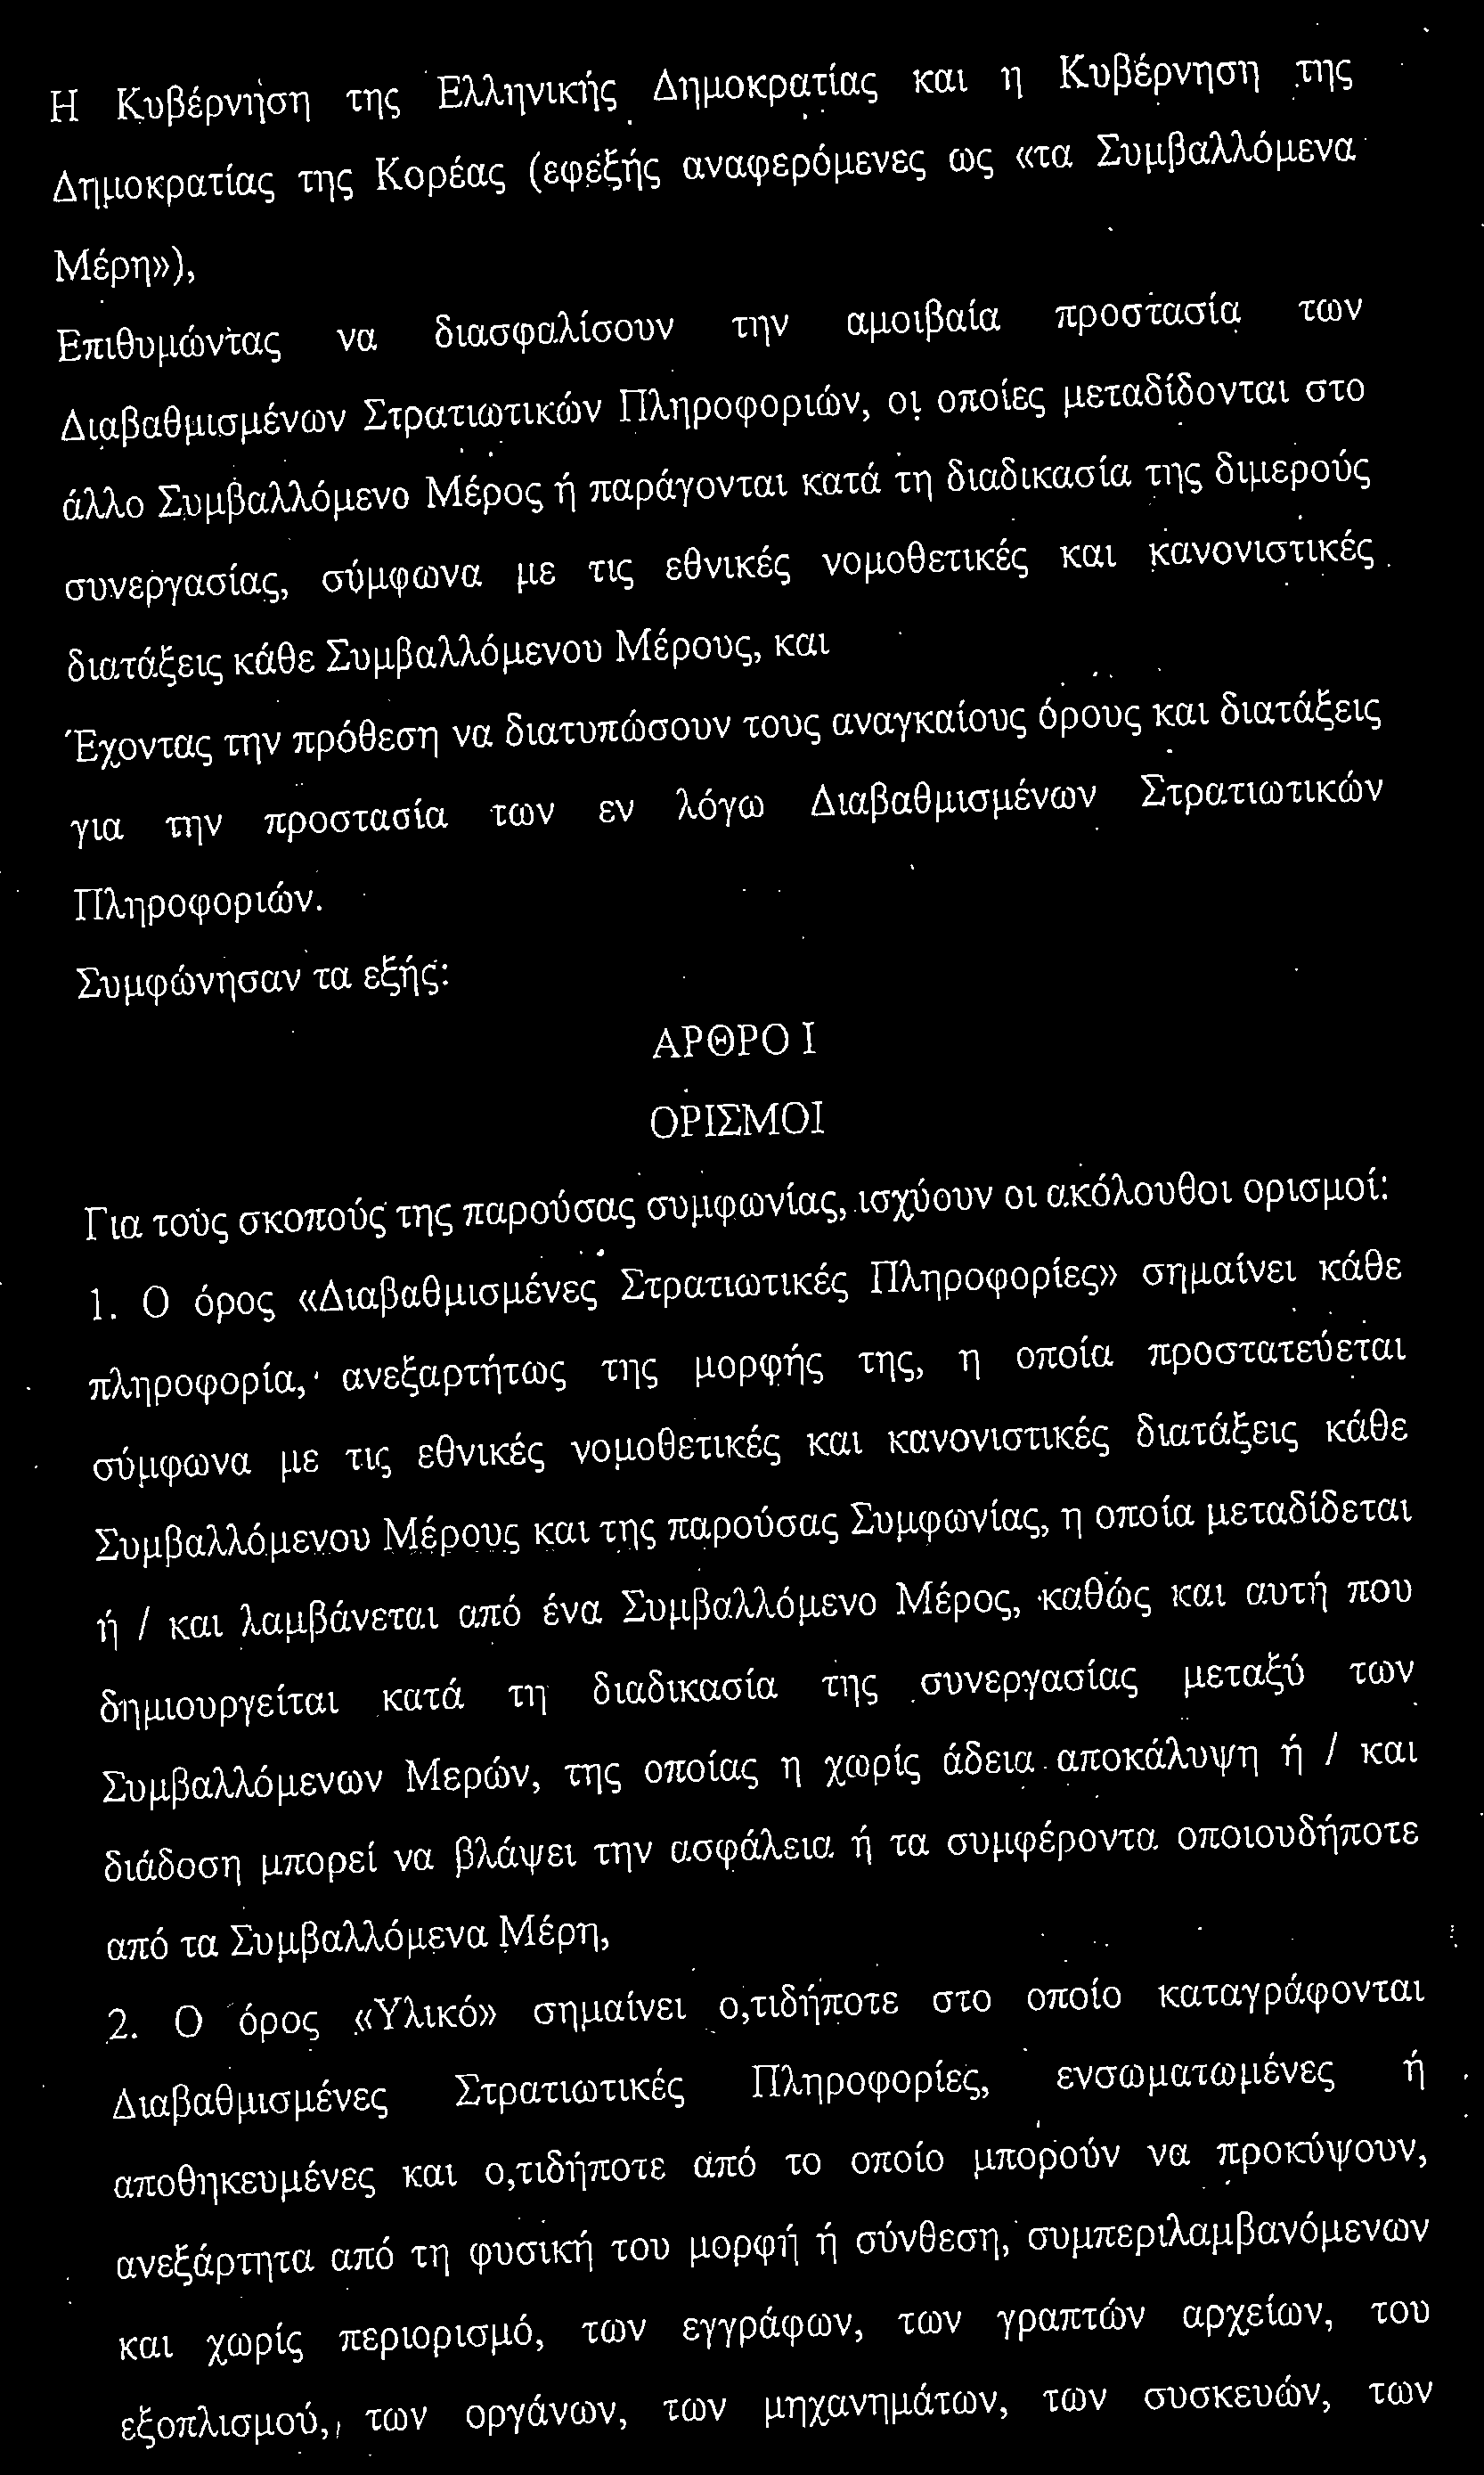 Η Κυβέρνηση της Ελληνικής Δημοκρατίας και η Κυβέρνηση της
Δημοκρατίας της Κορέας (εφεξής αναφερόμενες ως «τα Συμβαλλόμενα
Μέρη»),
Επιθυμώντας να διασφαλίσουν την αμοιβαία προστασία των
Διαβαθμισμένων Στρατιωτικών Πληροφοριών, οι οποίες μεταδίδονται στο
άλλο Συμβαλλόμενο Μέρος ή παράγονται κατά τη διαδικασία της διμερούς
συνεργασίας, σύμφωνα με τις εθνικές νομοθετικές και κανονιστικές
διατάξεις κάθε Συμβαλλόμενου Μέρους, και
Έχοντας την πρόθεση να διατυπώσουν τους αναγκαίους όρους και διατάξεις
για την προστασία των εν λόγω Διαβαθμισμένων Στρατιωτικών
Πληροφοριών.
Συμφώνησαν τα εξής:
ΑΡΘΡΟ Ι
ΟΡΙΣΜΟΙ
Για τους σκοπούς της παρούσας συμφωνίας, ισχύουν οι ακόλουθοι ορισμοί:
1. Ο όρος «Διαβαθμισμένες Στρατιωτικές Πληροφορίες» σημαίνει κάθε
πληροφορία, ανεξαρτήτως της μορφής της, η οποία προστατεύεται
σύμφωνα με τις εθνικές νομοθετικές και κανονιστικές διατάξεις κάθε
Συμβαλλόμενου Μέρους και της παρούσας Συμφωνίας, η οποία μεταδίδεται
ή / και λαμβάνεται από ένα Συμβαλλόμενο Μέρος, καθώς και αυτή που
δημιουργείται κατά τη διαδικασία της συνεργασίας μεταξύ των
Συμβαλλόμενων Μερών, της οποίας η χωρίς άδεια αποκάλυψη ή / και
διάδοση μπορεί να βλάψει την ασφάλεια ή τα συμφέροντα οποιουδήποτε
από τα Συμβαλλόμενα Μέρη,
2. Ο όρος «Υλικό» σημαίνει ο,τιδήποτε στο οποίο καταγράφονται
Διαβαθμισμένες Στρατιωτικές Πληροφορίες, ενσωματωμένες ή
αποθηκευμένες και ο,τιδήποτε από το οποίο μπορούν να προκύψουν,
ανεξάρτητα από τη φυσική του μορφή ή σύνθεση, συμπεριλαμβανόμενων
και χωρίς περιορισμό, των εγγράφων, των γραπτών αρχείων, του
εξοπλισμού, των οργάνων, των μηχανημάτων, των συσκευών, των